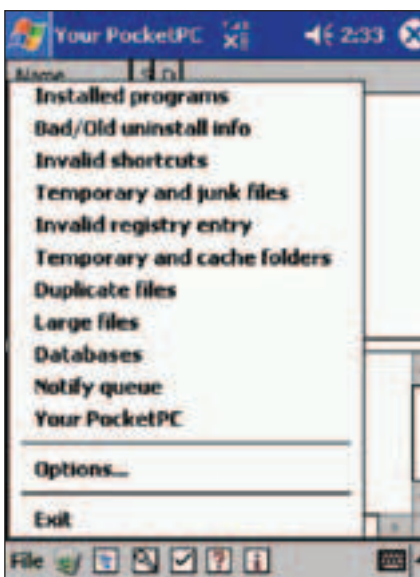 Your PocketPC 2:33
Name S D
Installed programs
Bad/Old uninstall info
Invalid shortcuts
Temporary and junk files
Invalid registry entry
Temporary and cache folders
Duplicate files
Large files
Databases
Notify queue
Your PocketPC
Options...
Exit
File